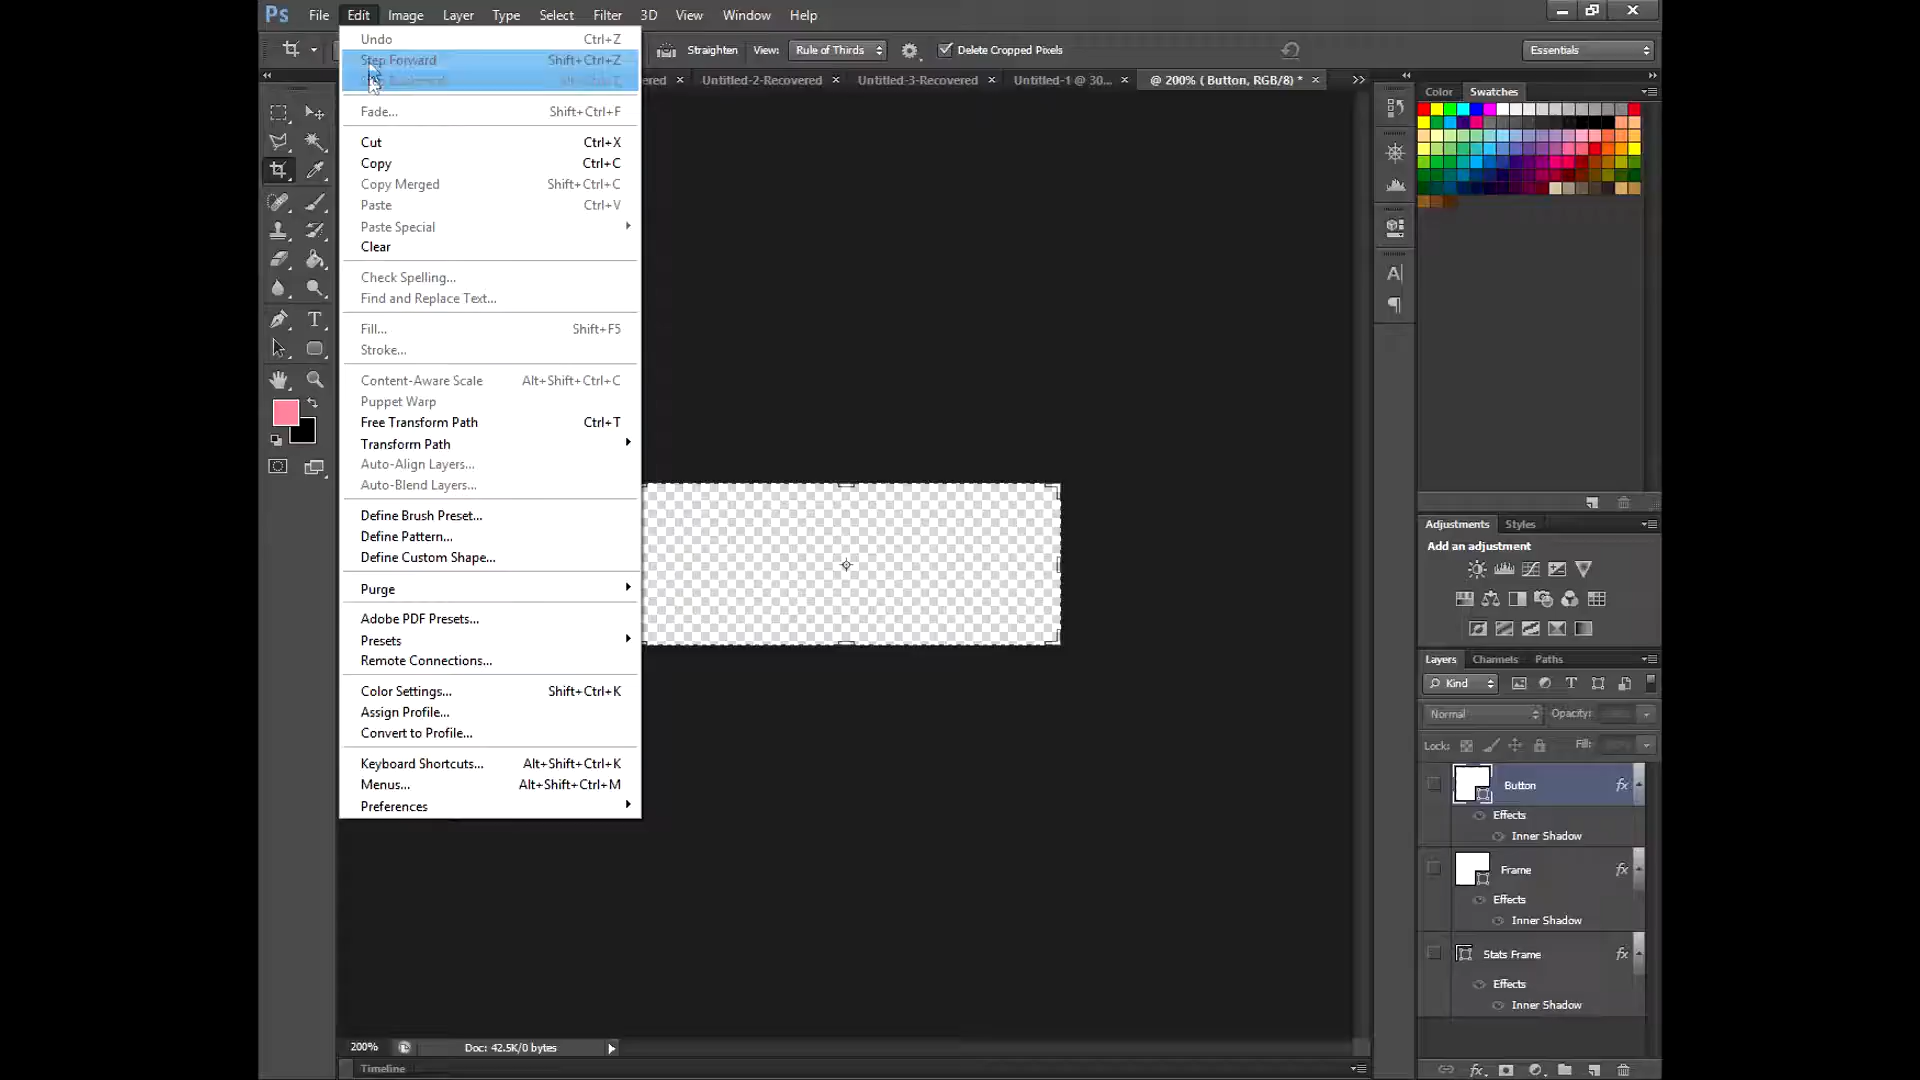 Ps File Edit Image Layer Type Select Filter 3D View Window Help
Straighten View: Rule of Thirds Delete Cropped Pixels Essentials
Untitled-2-Recovered Untitled-3-Recovered Untitled-1 @ 30... @ 200% ( Button, RGB/8) *
Undo Ctrl+Z
Step Forward Shift+Ctrl+Z
Fade... Shift+Ctrl+F
Cut Ctrl+X
Copy Ctrl+C
Copy Merged Shift+Ctrl+C
Paste Ctrl+V
Paste Special
Clear
Check Spelling...
Find and Replace Text...
Fill... Shift+F5
Stroke...
Content-Aware Scale Alt+Shift+Ctrl+C
Puppet Warp
Free Transform Path Ctrl+T
Transform Path
Auto-Align Layers...
Auto-Blend Layers...
Define Brush Preset...
Define Pattern...
Define Custom Shape...
Purge
Adobe PDF Presets...
Presets
Remote Connections...
Color Settings... Shift+Ctrl+K
Assign Profile...
Convert to Profile...
Keyboard Shortcuts... Alt+Shift+Ctrl+K
Menus... Alt+Shift+Ctrl+M
Preferences
Color Swatches
Adjustments Styles
Add an adjustment
Layers Channels Paths
Kind
Normal Opacity:
Lock: Fill:
Button fx
Effects
Inner Shadow
Frame fx
Effects
Inner Shadow
Stats Frame fx
Effects
Inner Shadow
200% Doc: 42.5K/0 bytes
Timeline